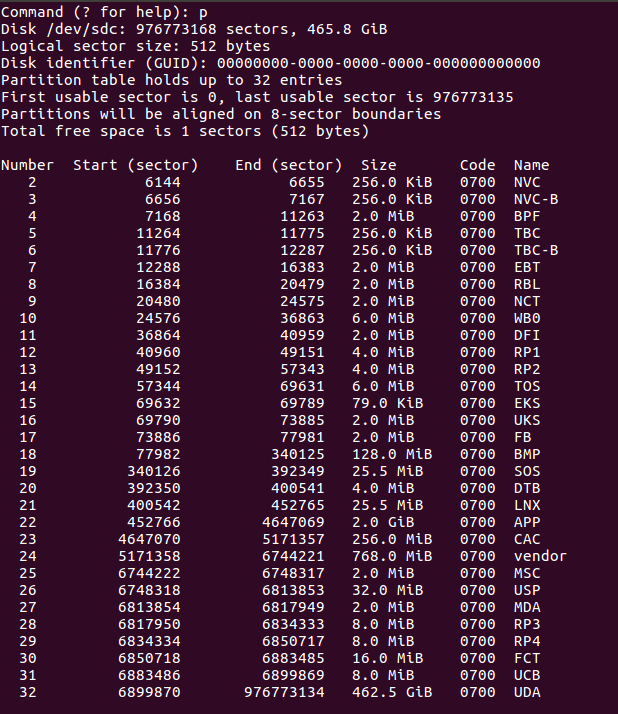 Command (? for help): p
Disk /dev/sdc: 976773168 sectors, 465.8 GiB
Logical sector size: 512 bytes
Disk identifier (GUID): 00000000-0000-0000-0000-000000000000
Partition table holds up to 32 entries
First usable sector is 0, last usable sector is 976773135
Partitions will be aligned on 8-sector boundaries
Total free space is 1 sectors (512 bytes)
Number Start (sector) End (sector) Size Code Name
2 6144 6655 256.0 KiB 0700 NVC
3 6656 7167 256.0 KiB 0700 NVC-B
4 7168 11263 2.0 MiB 0700 BPF
5 11264 11775 256.0 KiB 0700 TBC
6 11776 12287 256.0 KiB 0700 TBC-B
7 12288 16383 2.0 MiB 0700 EBT
8 16384 20479 2.0 MiB 0700 RBL
9 20480 24575 2.0 MiB 0700 NCT
10 24576 36863 6.0 MiB 0700 WB0
11 36864 40959 2.0 MiB 0700 DFI
12 40960 49151 4.0 MiB 0700 RP1
13 49152 57343 4.0 MiB 0700 RP2
14 57344 69631 6.0 MiB 0700 TOS
15 69632 69789 79.0 KiB 0700 EKS
16 69790 73885 2.0 MiB 0700 UKS
17 73886 77981 2.0 MiB 0700 FB
18 77982 340125 128.0 MiB 0700 BMP
19 340126 392349 25.5 MiB 0700 SOS
20 392350 400541 4.0 MiB 0700 DTB
21 400542 452765 25.5 MiB 0700 LNX
22 452766 4647069 2.0 GiB 0700 APP
23 4647070 5171357 256.0 MiB 0700 CAC
24 5171358 6744221 768.0 MiB 0700 vendor
25 6744222 6748317 2.0 MiB 0700 MSC
26 6748318 6813853 32.0 MiB 0700 USP
27 6813854 6817949 2.0 MiB 0700 MDA
28 6817950 6834333 8.0 MiB 0700 RP3
29 6834334 6850717 8.0 MiB 0700 RP4
30 6850718 6883485 16.0 MiB 0700 FCT
31 6883486 6899869 8.0 MiB 0700 UCB
32 6899870 976773134 462.5 GiB 0700 UDA